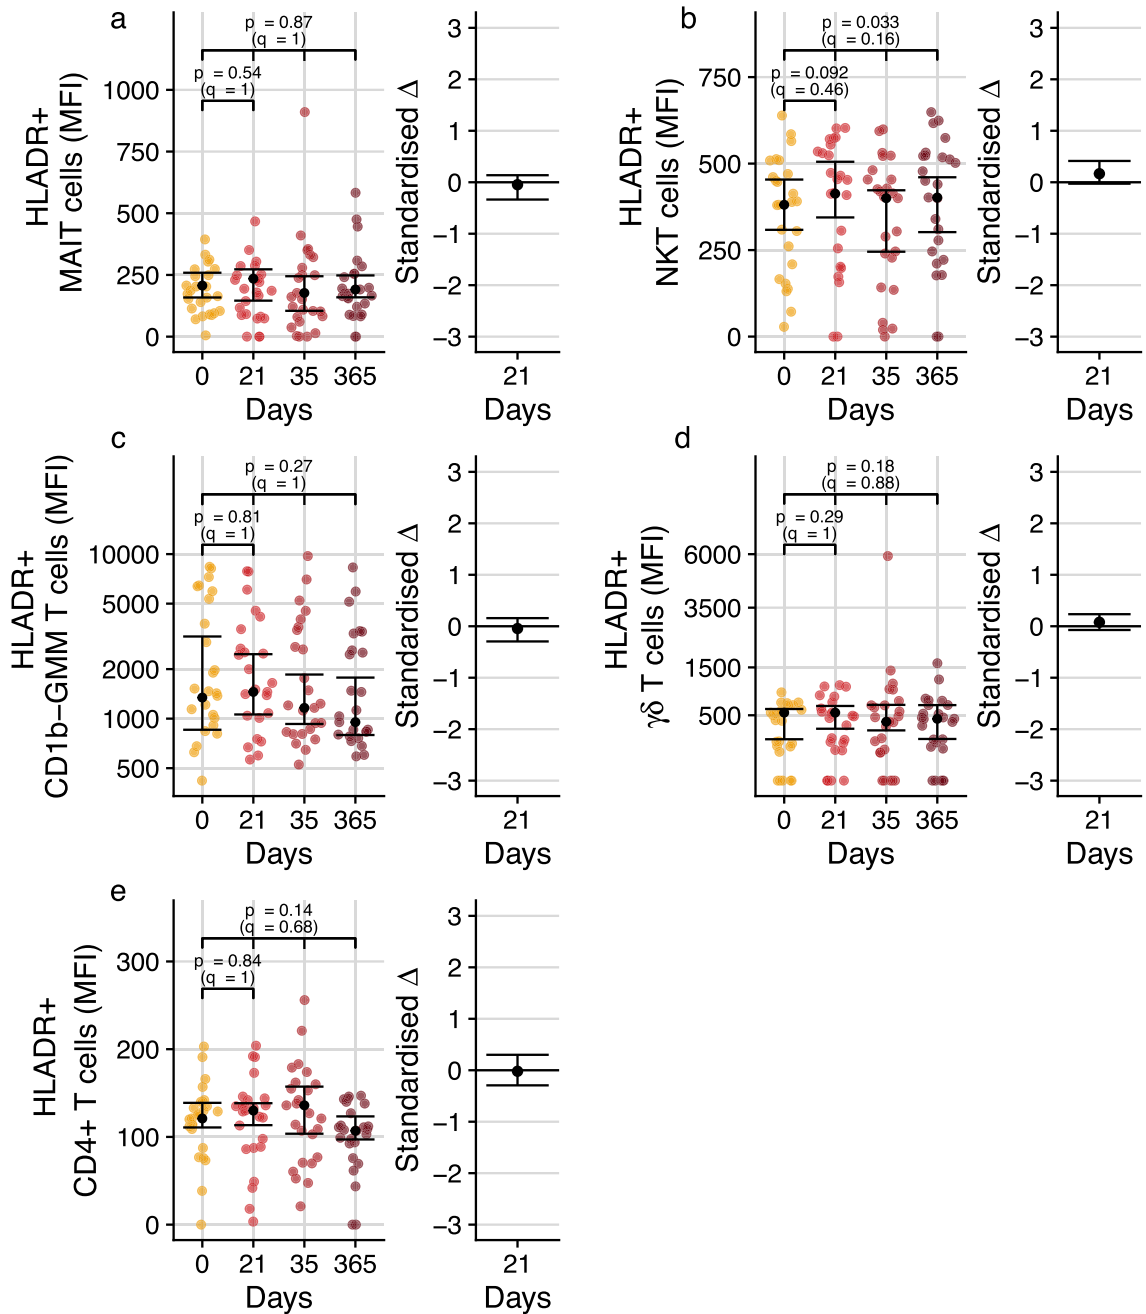 a
p = 0.87
(q = 1)
p = 0.54
(q = 1)
HLADR+
MAIT cells (MFI)
1000
750
500
250
0
0 21 35 365
Days
Standardised Δ
3
2
1
0
−1
−2
−3
21
Days
b
p = 0.033
(q = 0.16)
p = 0.092
(q = 0.46)
HLADR+
NKT cells (MFI)
750
500
250
0
0 21 35 365
Days
Standardised Δ
3
2
1
0
−1
−2
−3
21
Days
c
p = 0.27
(q = 1)
p = 0.81
(q = 1)
HLADR+
CD1b−GMM T cells (MFI)
10000
5000
2000
1000
500
0 21 35 365
Days
Standardised Δ
3
2
1
0
−1
−2
−3
21
Days
d
p = 0.18
(q = 0.88)
p = 0.29
(q = 1)
HLADR+
γδ T cells (MFI)
6000
3500
1500
500
0 21 35 365
Days
Standardised Δ
3
2
1
0
−1
−2
−3
21
Days
e
p = 0.14
(q = 0.68)
p = 0.84
(q = 1)
HLADR+
CD4+ T cells (MFI)
300
200
100
0
0 21 35 365
Days
Standardised Δ
3
2
1
0
−1
−2
−3
21
Days